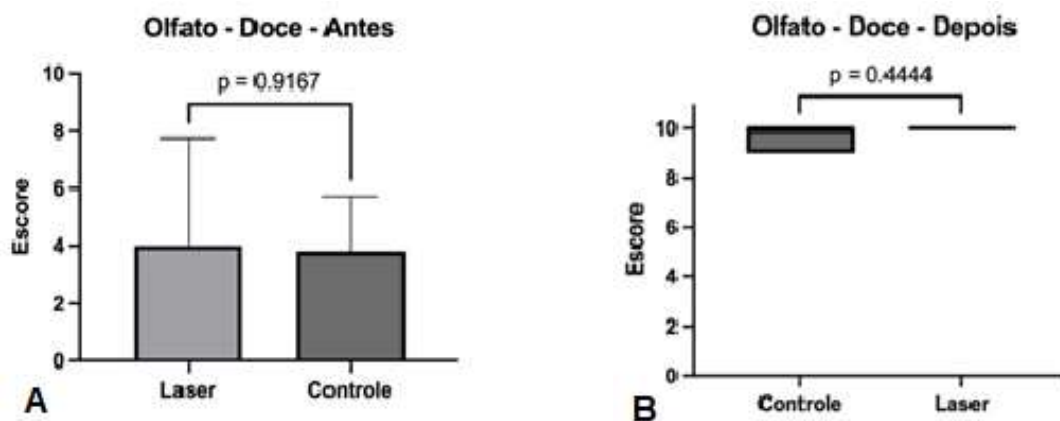 Olfato - Doce - Antes
p = 0.9167
Escore
10
8
6
4
2
0
Laser
Controle
A
Olfato - Doce - Depois
p = 0.4444
Escore
10
8
6
4
2
0
Controle
Laser
B